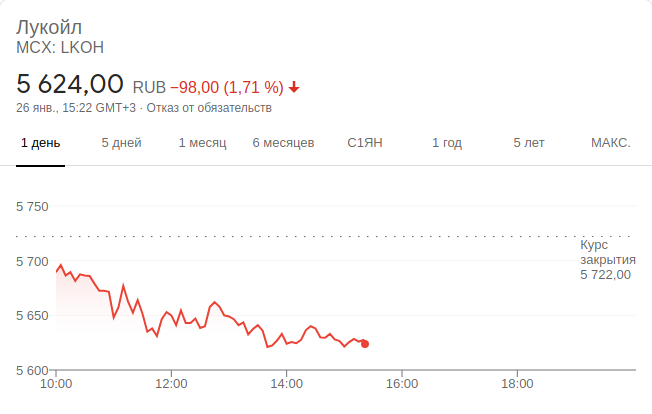 Лукойл
MCX: LKOH
5 624,00 RUB −98,00 (1,71 %)
26 янв., 15:22 GMT+3 · Отказ от обязательств
1 день 5 дней 1 месяц 6 месяцев С1ЯН 1 год 5 лет МАКС.
5 750
Курс
закрытия
5 722,00
5 700
5 650
5 600
10:00 12:00 14:00 16:00 18:00